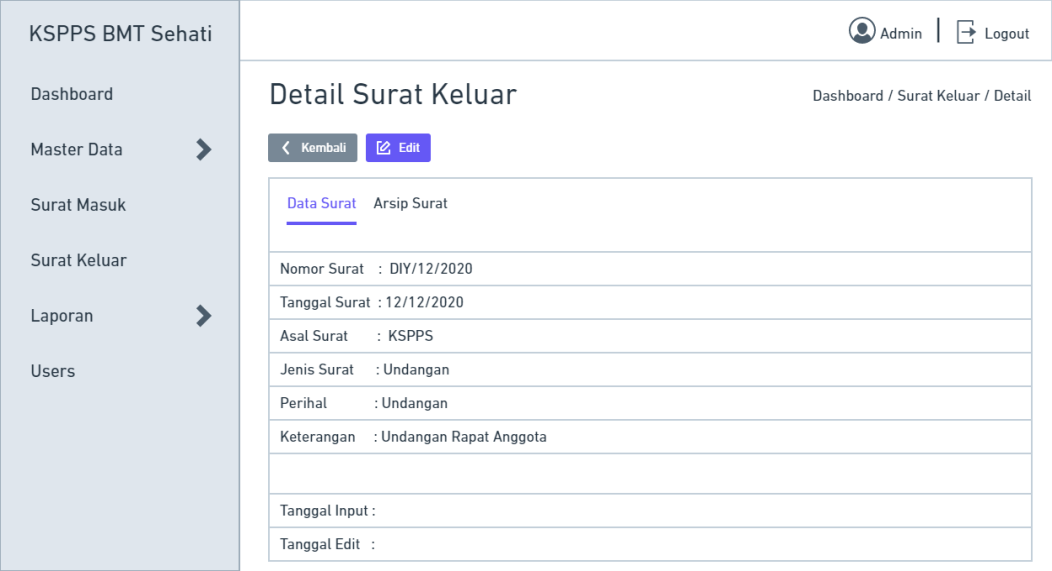 KSPPS BMT Sehati
Admin
Logout
Dashboard
Master Data
Surat Masuk
Surat Keluar
Laporan
Users
Detail Surat Keluar
Dashboard / Surat Keluar / Detail
Kembali
Edit
Data Surat Arsip Surat
Nomor Surat : DIY/12/2020
Tanggal Surat : 12/12/2020
Asal Surat : KSPPS
Jenis Surat : Undangan
Perihal : Undangan
Keterangan : Undangan Rapat Anggota
Tanggal Input :
Tanggal Edit :